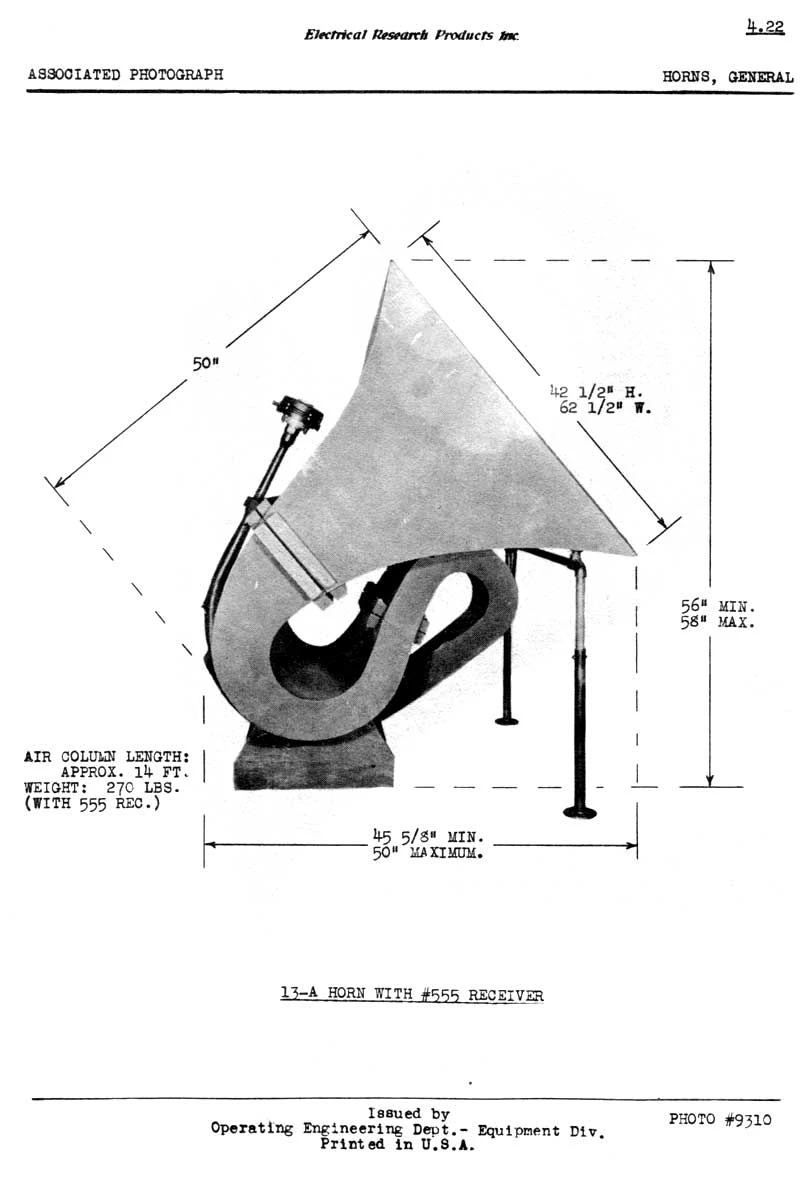 Electrical Research Products Inc.
4.22
ASSOCIATED PHOTOGRAPH
HORNS, GENERAL
50"
42 1/2" H.
62 1/2" W.
56" MIN.
58" MAX.
AIR COLUMN LENGTH:
APPROX. 14 FT.
WEIGHT: 270 LBS.
(WITH 555 REC.)
45 5/8" MIN.
50" MAXIMUM.
13-A HORN WITH #555 RECEIVER
Issued by
Operating Engineering Dept.- Equipment Div.
Printed in U.S.A.
PHOTO #9310